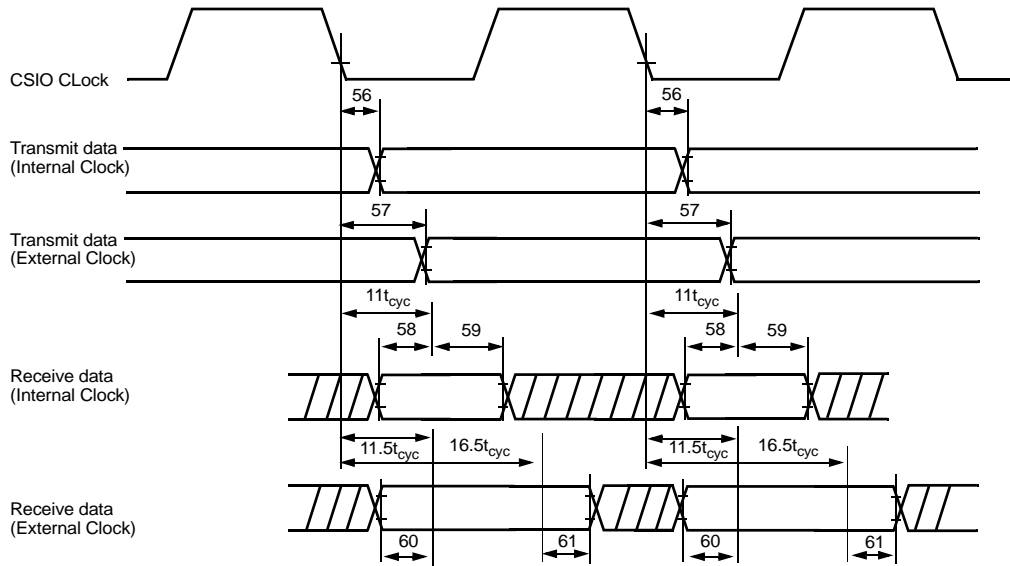 CSIO CLock
56 56
Transmit data
(Internal Clock)
57 57
Transmit data
(External Clock)
11tcyc 11tcyc
58 59 58 59
Receive data
(Internal Clock)
11.5tcyc 16.5tcyc 11.5tcyc 16.5tcyc
Receive data
(External Clock)
60 61 60 61